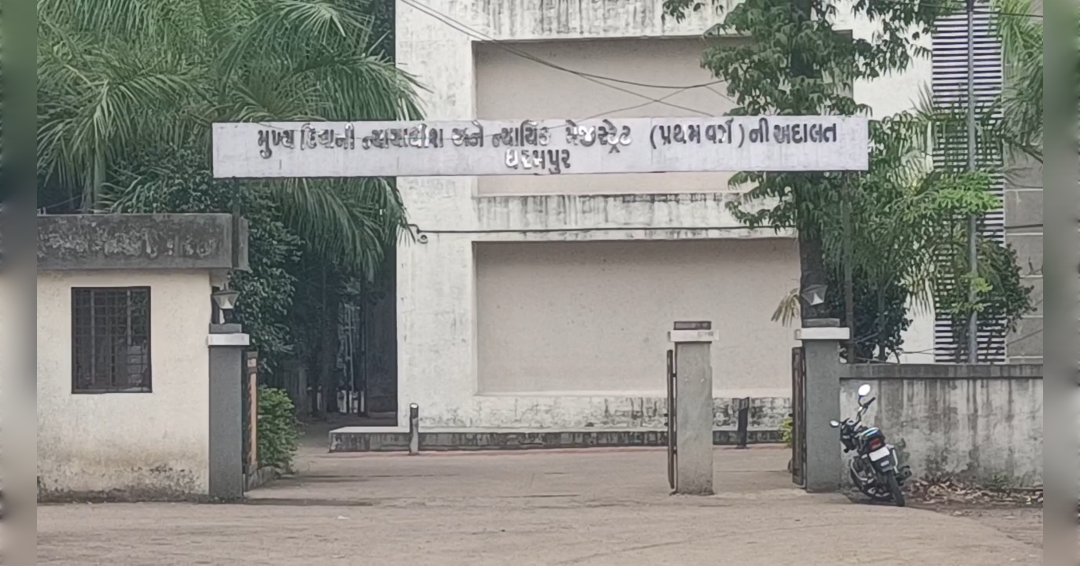 મુખ્ય દિવાની ન્યાયાધીશ અને ન્યાયિક મેજીસ્ટ્રેટ (પ્રથમ વર્ગ) ની અદાલત
ધરમપુર